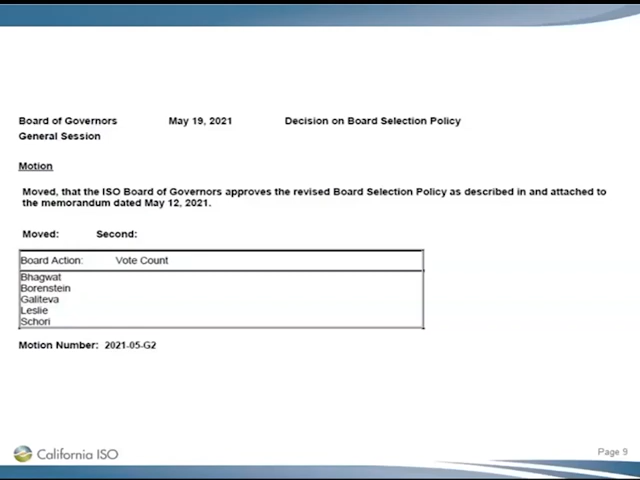 Board of Governors May 19, 2021 Decision on Board Selection Policy
General Session
Motion
Moved, that the ISO Board of Governors approves the revised Board Selection Policy as described in and attached to
the memorandum dated May 12, 2021.
Moved: Second:
Board Action: Vote Count
Bhagwat
Borenstein
Galiteva
Leslie
Schori
Motion Number: 2021-05-G2
California ISO
Page 9